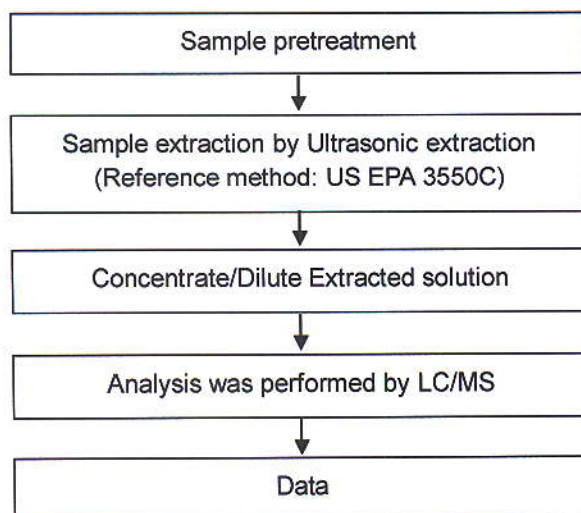 Sample pretreatment
Sample extraction by Ultrasonic extraction
(Reference method: US EPA 3550C)
Concentrate/Dilute Extracted solution
Analysis was performed by LC/MS
Data